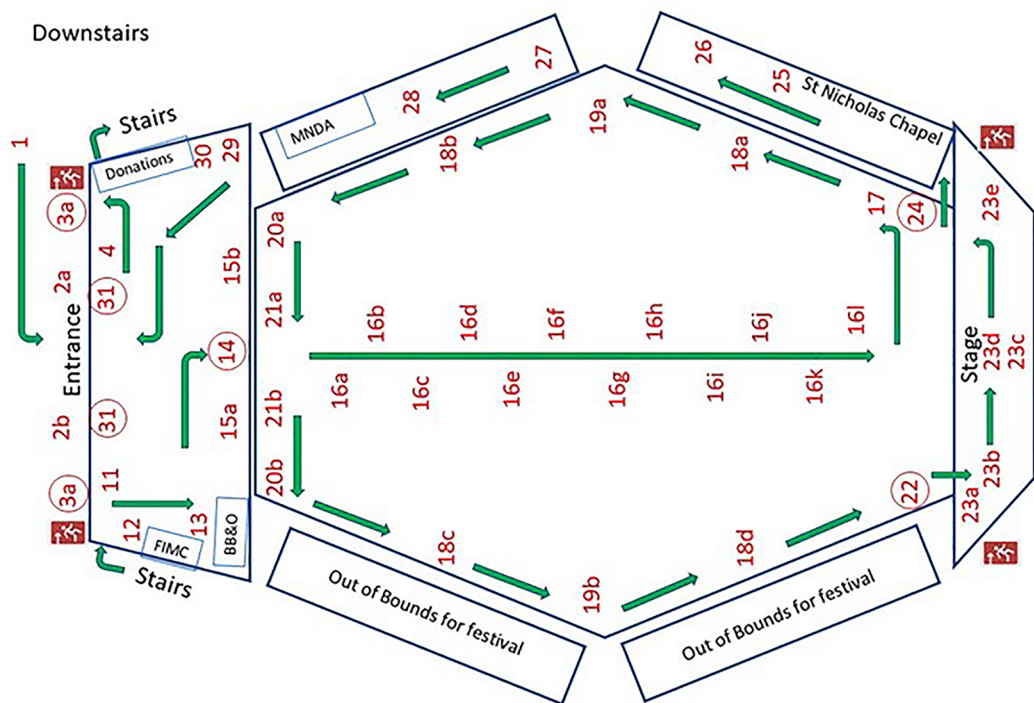 Downstairs
1
Stairs
Donations
30
29
3a
4
2a
31
Entrance
2b
31
3a
11
12
13
FIMC
BB&O
Stairs
14
15b
15a
MNDA
28
27
18b
19a
18a
17
20a
21a
21b
20b
16b
16d
16f
16h
16j
16l
16a
16c
16e
16g
16i
16k
26
25
St Nicholas Chapel
24
23e
Stage
23d
23c
23b
23a
22
18c
19b
18d
Out of Bounds for festival
Out of Bounds for festival